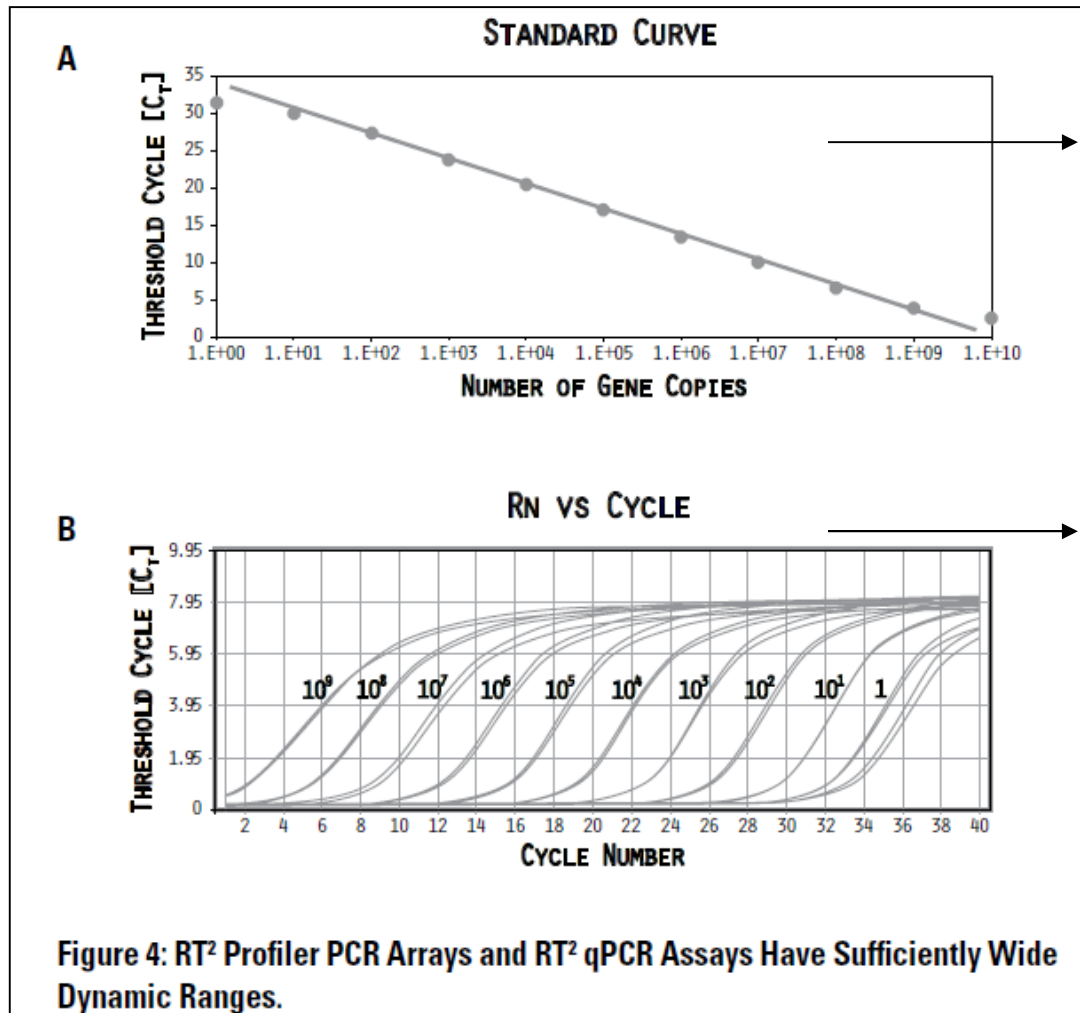 STANDARD CURVE
A
THRESHOLD CYCLE [CT]
35
30
25
20
15
10
5
0
1.E+00 1.E+01 1.E+02 1.E+03 1.E+04 1.E+05 1.E+06 1.E+07 1.E+08 1.E+09 1.E+10
NUMBER OF GENE COPIES
RN VS CYCLE
B
THRESHOLD CYCLE [CT]
9.95
7.95
5.95
3.95
1.95
0
10⁹ 10⁸ 10⁷ 10⁶ 10⁵ 10⁴ 10³ 10² 10¹ 1
2 4 6 8 10 12 14 16 18 20 22 24 26 28 30 32 34 36 38 40
CYCLE NUMBER
Figure 4: RT² Profiler PCR Arrays and RT² qPCR Assays Have Sufficiently Wide
Dynamic Ranges.